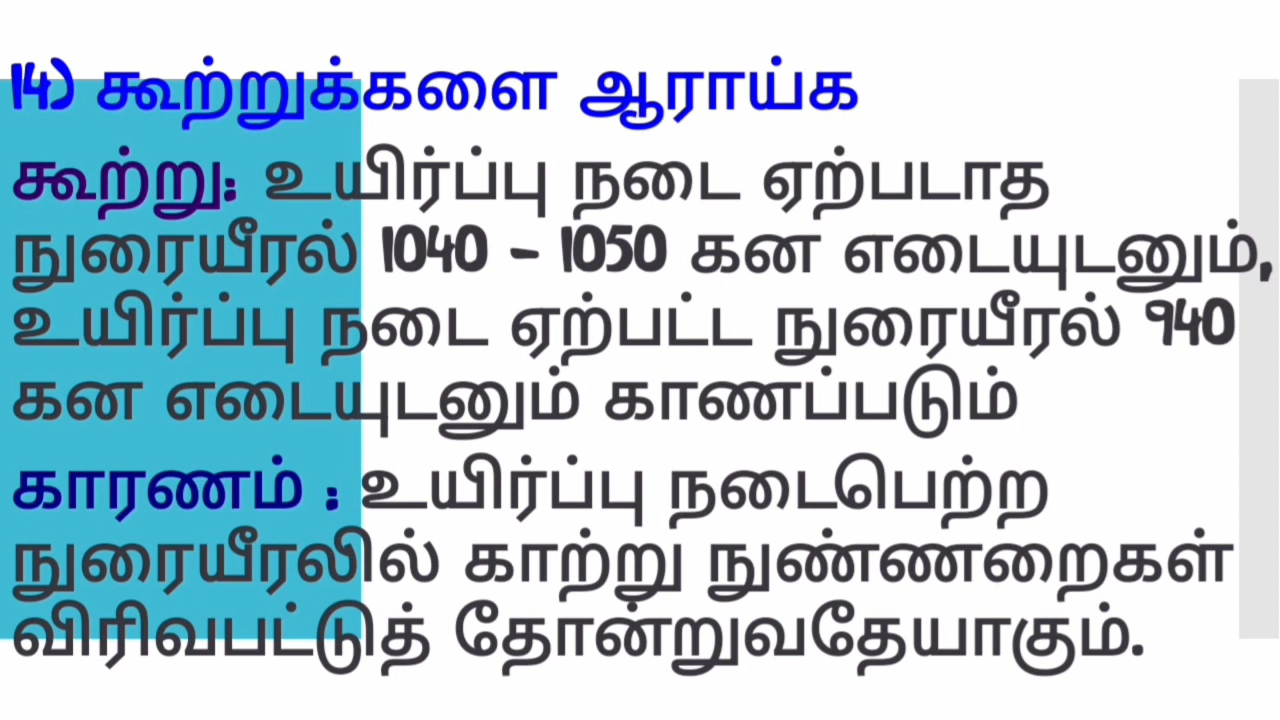 14) கூற்றுக்களை ஆராய்க
கூற்று: உயிர்ப்பு நடை ஏற்படாத
நுரையீரல் 1040 - 1050 கன எடையுடனும்,
உயிர்ப்பு நடை ஏற்பட்ட நுரையீரல் 940
கன எடையுடனும் காணப்படும்
காரணம் : உயிர்ப்பு நடைபெற்ற
நுரையீரலில் காற்று நுண்ணறைகள்
விரிவபட்டுத் தோன்றுவதேயாகும்.